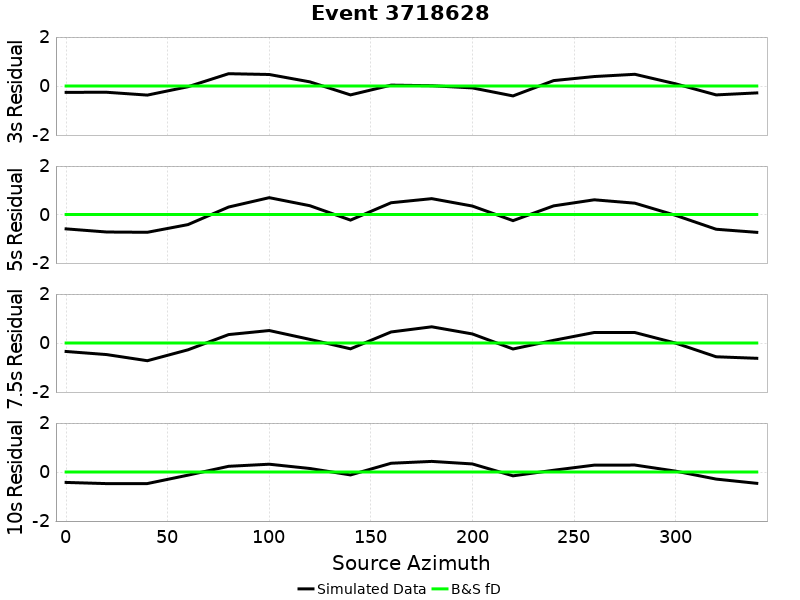 Event 3718628
3s Residual
2
0
-2
5s Residual
2
0
-2
7.5s Residual
2
0
-2
10s Residual
2
0
-2
0 50 100 150 200 250 300
Source Azimuth
Simulated Data B&S fD